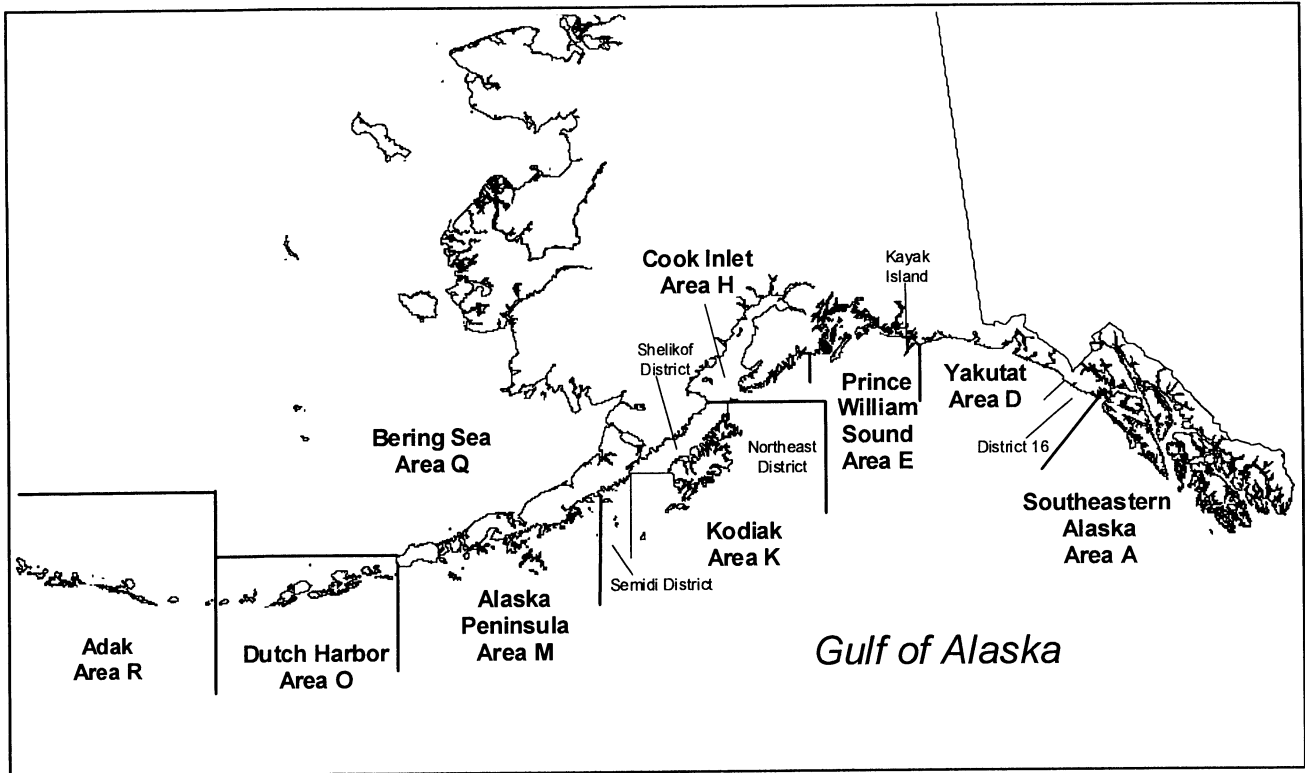 Kayak
Island
Cook Inlet
Area H
Shelikof
District
Prince
William
Sound
Area E
Yakutat
Area D
Bering Sea
Area Q
Northeast
District
District 16
Southeastern
Alaska
Area A
Kodiak
Area K
Semidi District
Alaska
Peninsula
Area M
Adak
Area R
Dutch Harbor
Area O
Gulf of Alaska